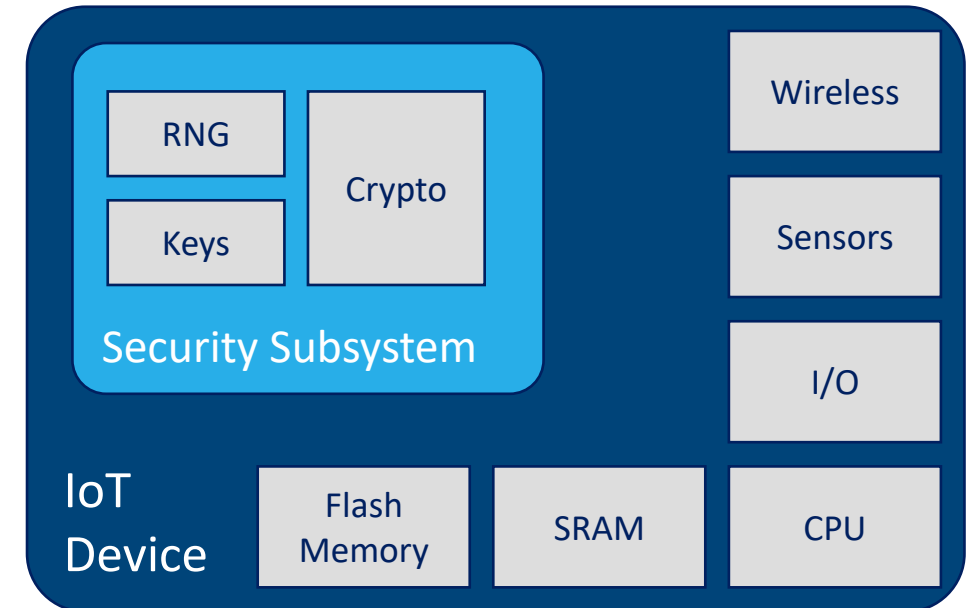 RNG
Keys
Crypto
Security Subsystem
Wireless
Sensors
I/O
IoT
Device
Flash
Memory
SRAM
CPU